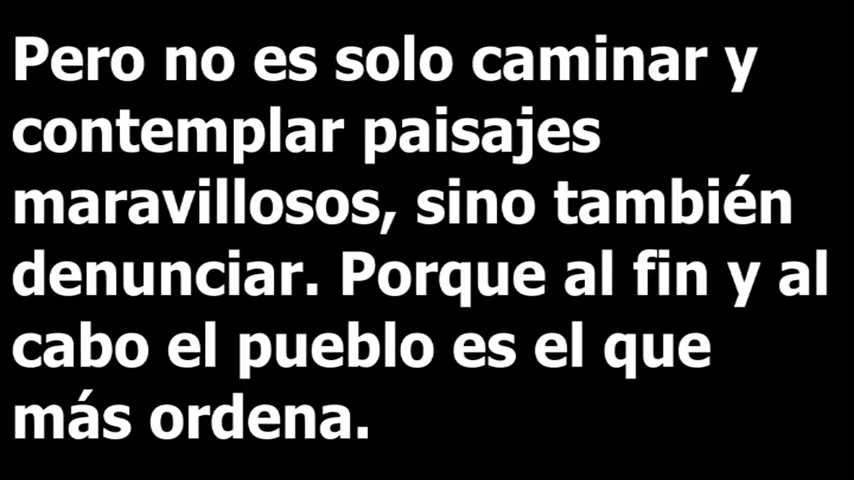 Pero no es solo caminar y
contemplar paisajes
maravillosos, sino también
denunciar. Porque al fin y al
cabo el pueblo es el que
más ordena.